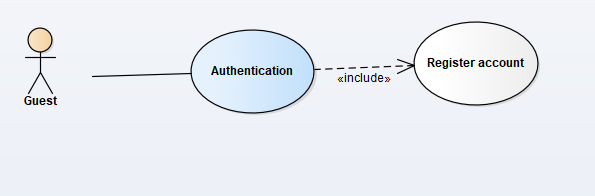 Guest
Authentication
«include»
Register account